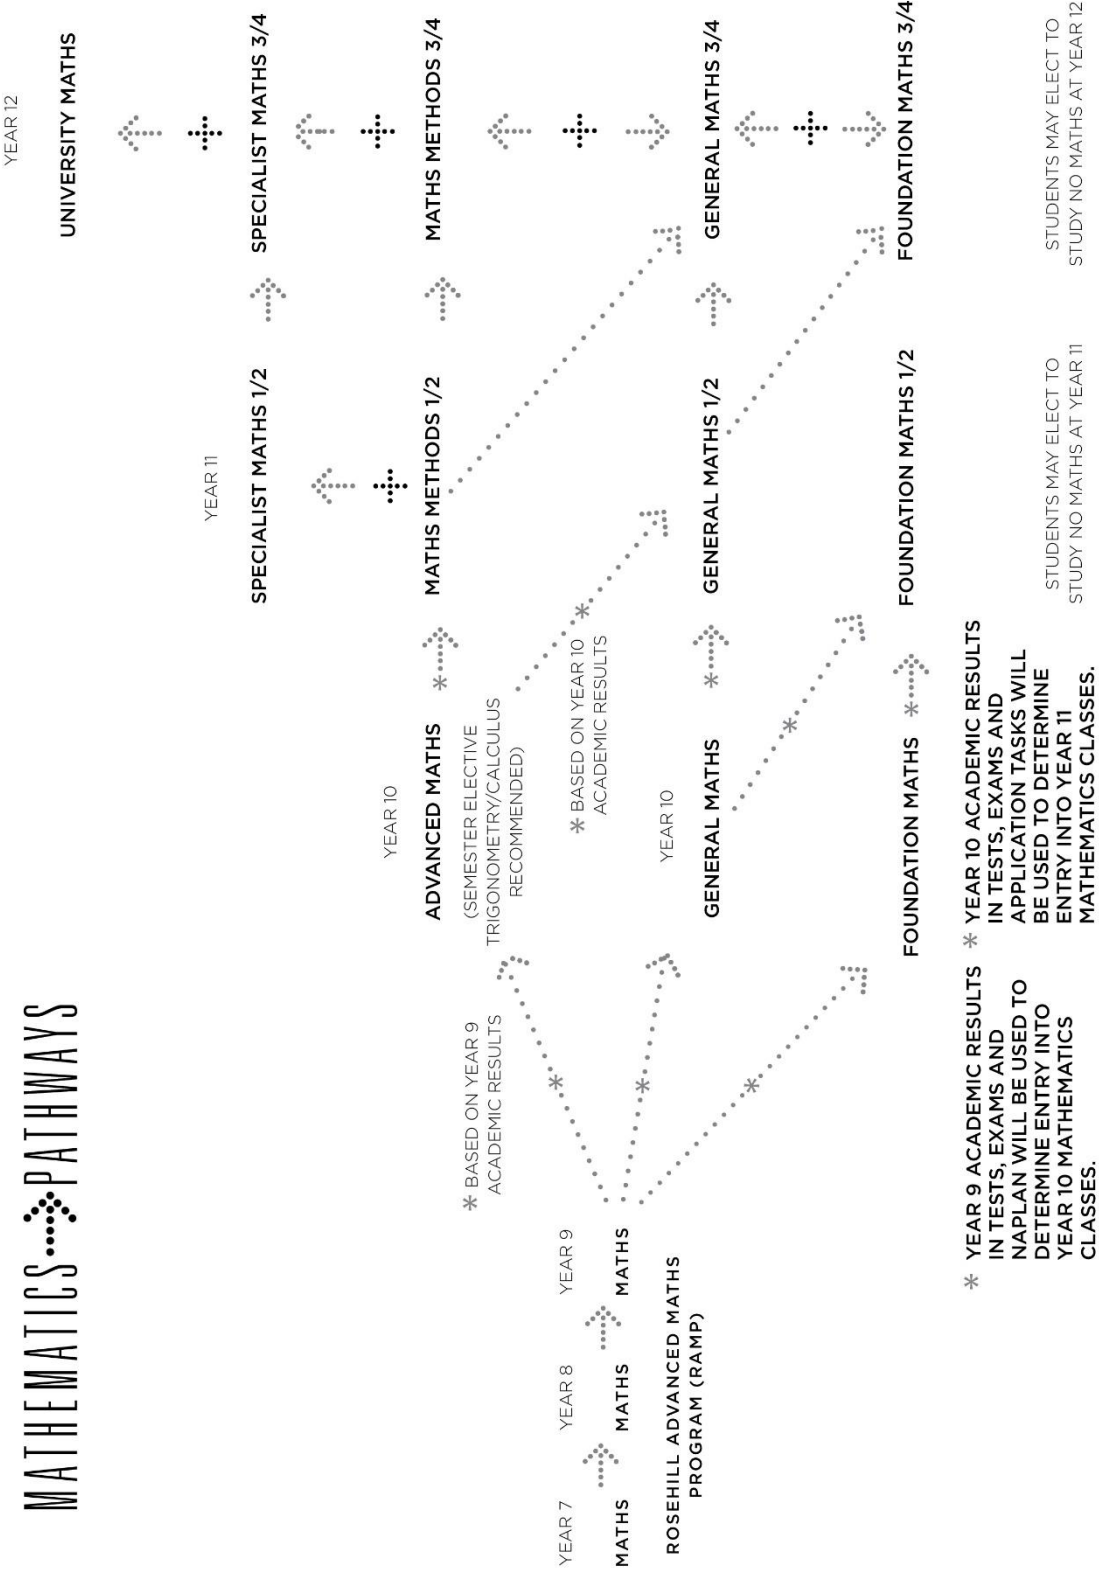 MATHEMATICS PATHWAYS
YEAR 7
MATHS
YEAR 8
MATHS
YEAR 9
MATHS
ROSEHILL ADVANCED MATHS
PROGRAM (RAMP)
* BASED ON YEAR 9
ACADEMIC RESULTS
YEAR 10
ADVANCED MATHS
(SEMESTER ELECTIVE
TRIGONOMETRY/CALCULUS
RECOMMENDED)
* BASED ON YEAR 10
ACADEMIC RESULTS
YEAR 10
GENERAL MATHS
FOUNDATION MATHS
YEAR 11
SPECIALIST MATHS 1/2
MATHS METHODS 1/2
GENERAL MATHS 1/2
FOUNDATION MATHS 1/2
STUDENTS MAY ELECT TO
STUDY NO MATHS AT YEAR 11
YEAR 12
UNIVERSITY MATHS
SPECIALIST MATHS 3/4
MATHS METHODS 3/4
GENERAL MATHS 3/4
FOUNDATION MATHS 3/4
STUDENTS MAY ELECT TO
STUDY NO MATHS AT YEAR 12
* YEAR 9 ACADEMIC RESULTS
IN TESTS, EXAMS AND
NAPLAN WILL BE USED TO
DETERMINE ENTRY INTO
YEAR 10 MATHEMATICS
CLASSES.
* YEAR 10 ACADEMIC RESULTS
IN TESTS, EXAMS AND
APPLICATION TASKS WILL
BE USED TO DETERMINE
ENTRY INTO YEAR 11
MATHEMATICS CLASSES.